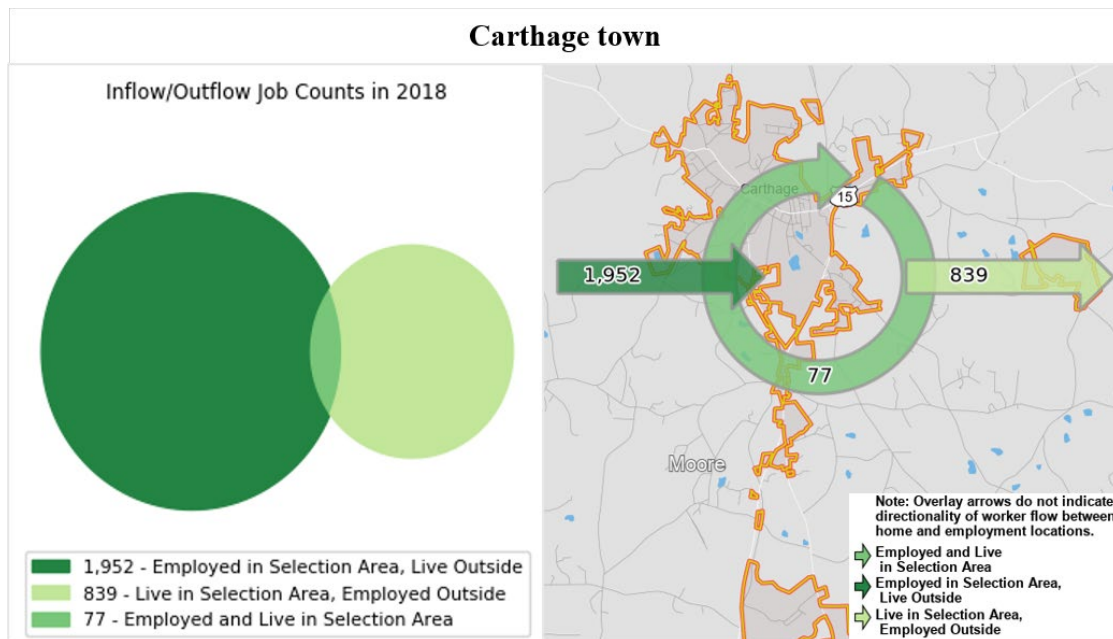 Carthage town
Inflow/Outflow Job Counts in 2018
1,952 - Employed in Selection Area, Live Outside
839 - Live in Selection Area, Employed Outside
77 - Employed and Live in Selection Area
Carthage
15
1,952
839
77
Moore
Note: Overlay arrows do not indicate
directionality of worker flow between
home and employment locations.
Employed and Live
in Selection Area
Employed in Selection Area,
Live Outside
Live in Selection Area,
Employed Outside